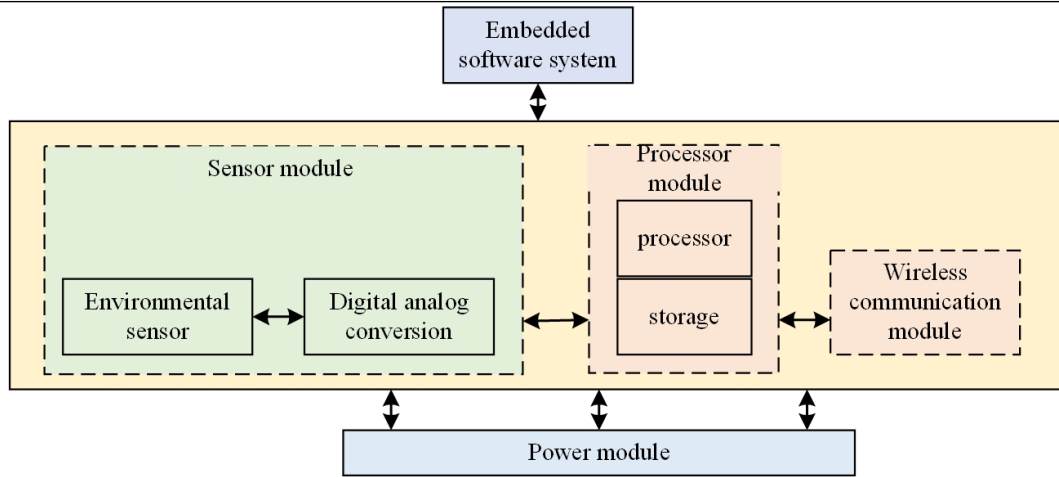 Embedded
software system
Sensor module
Processor
module
processor
storage
Environmental
sensor
Digital analog
conversion
Wireless
communication
module
Power module